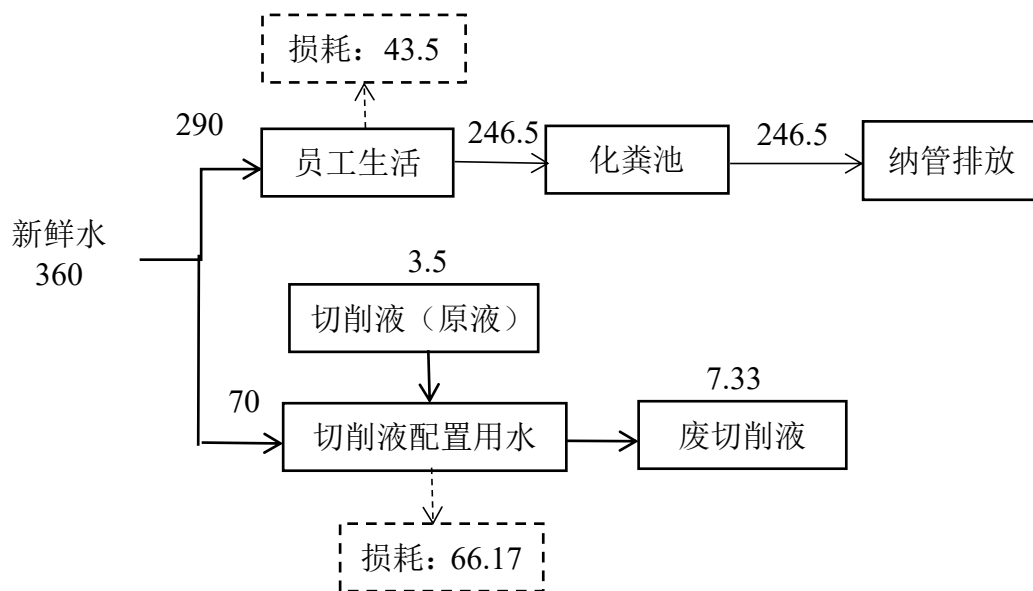 损耗：43.5
290
员工生活
246.5
化粪池
246.5
纳管排放
新鲜水
360
3.5
切削液（原液）
70
切削液配置用水
7.33
废切削液
损耗：66.17